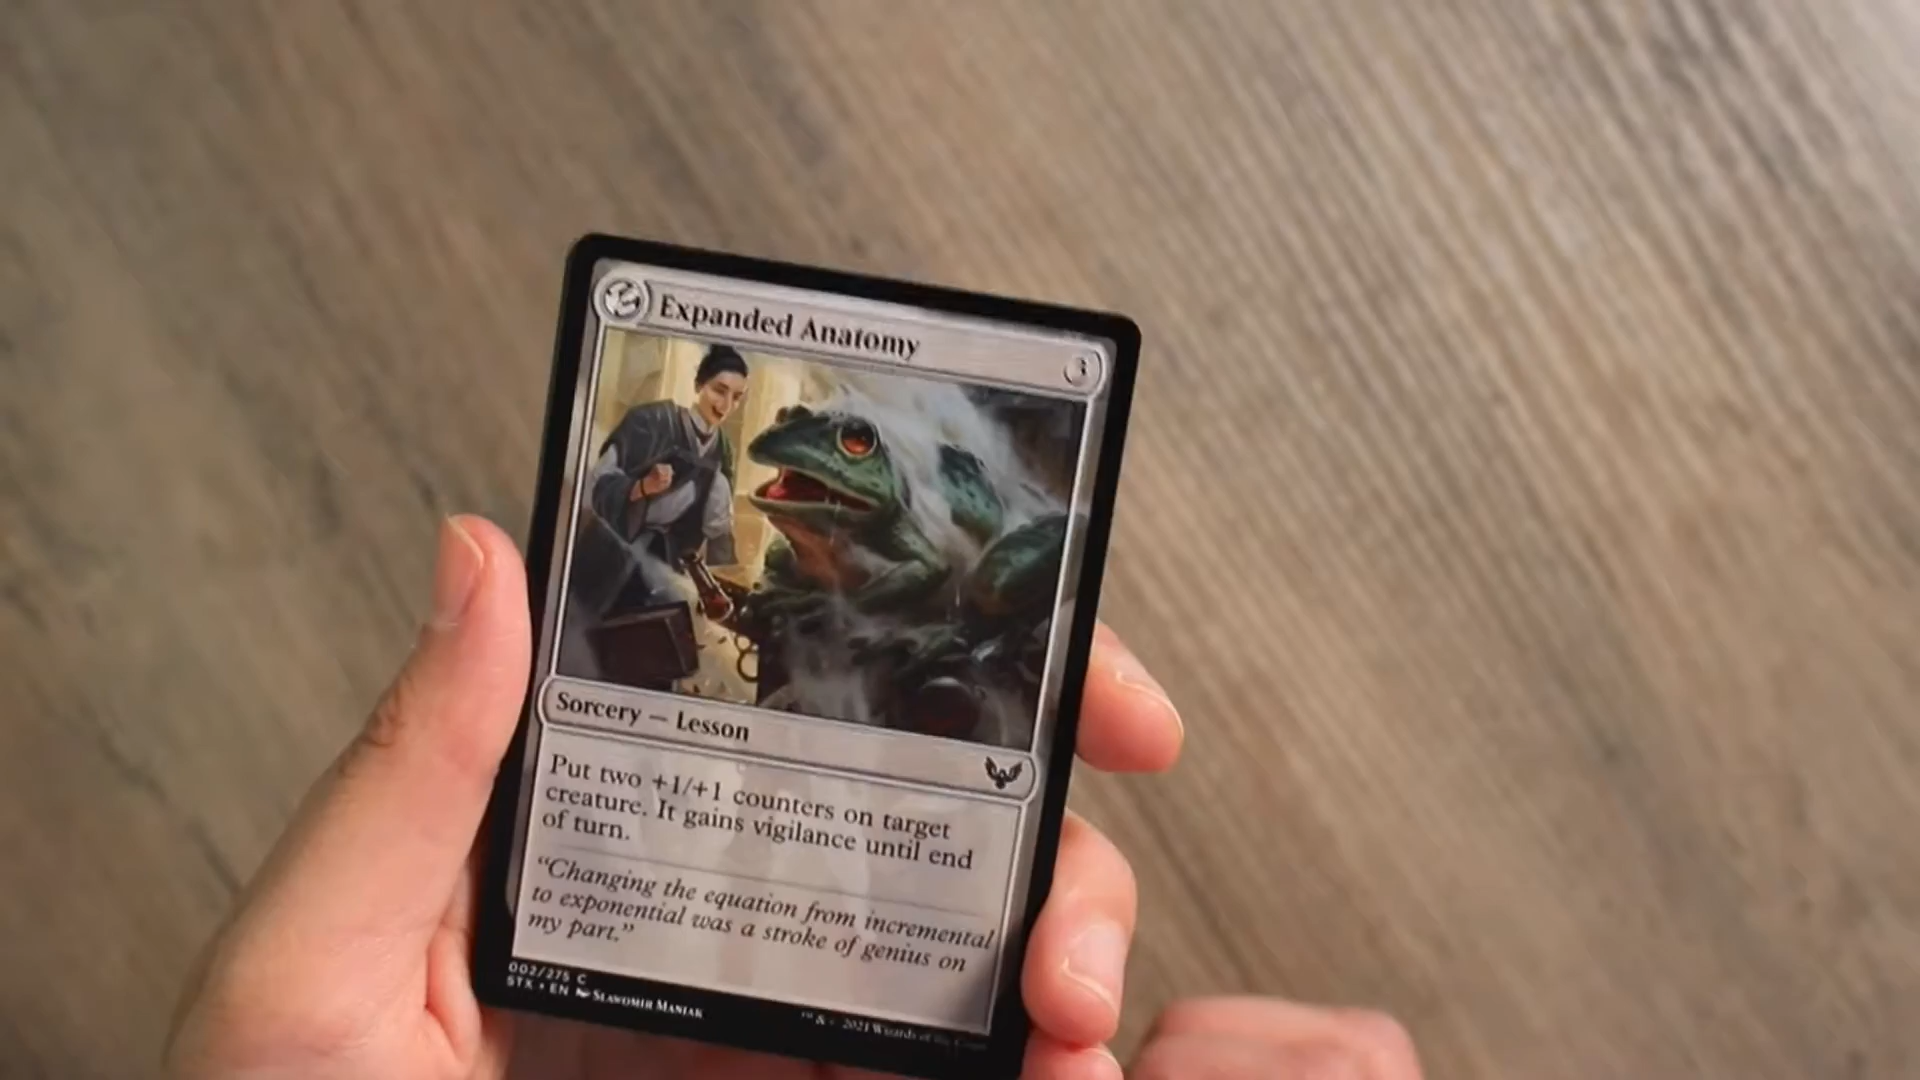 Expanded Anatomy
3
Sorcery — Lesson
Put two +1/+1 counters on target
creature. It gains vigilance until end
of turn.
“Changing the equation from incremental
to exponential was a stroke of genius on
my part.”
002/275 C
STX • EN SLAWOMIR MANIAK
™ & 2021 Wizards of the Coast